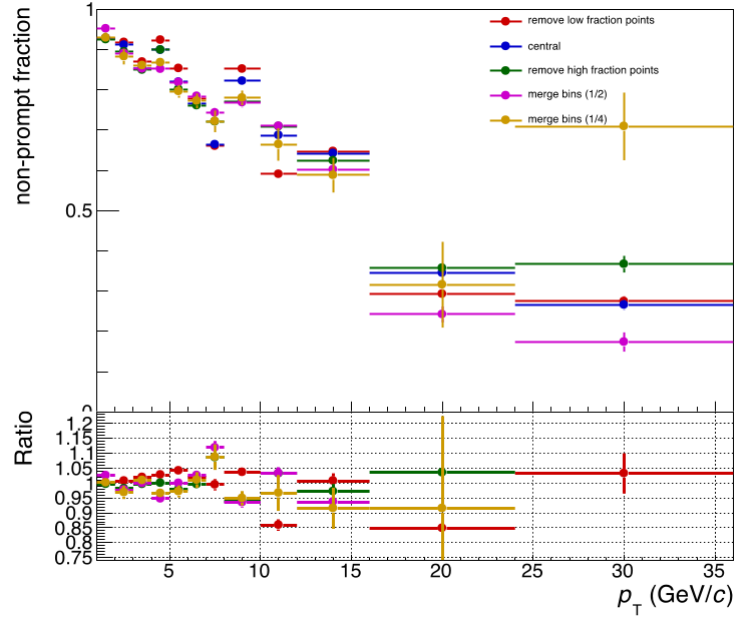 1
non-prompt fraction
remove low fraction points
central
remove high fraction points
merge bins (1/2)
merge bins (1/4)
0.5
0
Ratio
1.2
1.15
1.1
1.05
1
0.95
0.9
0.85
0.8
0.75
5 10 15 20 25 30 35
p_T (GeV/c)